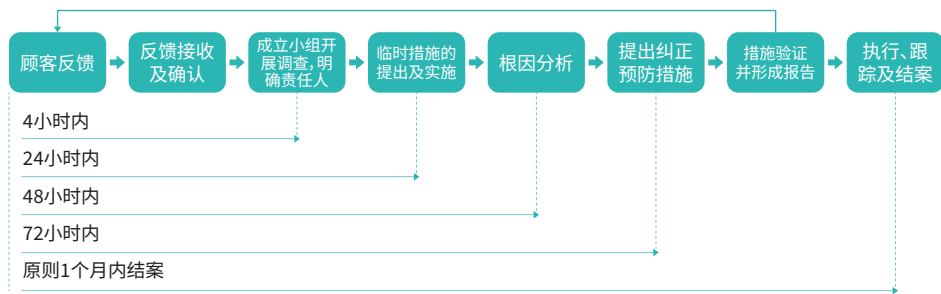 顾客反馈
反馈接收
及确认
成立小组开
展调查，明
确责任人
临时措施的
提出及实施
根因分析
提出纠正
预防措施
措施验证
并形成报告
执行、跟
踪及结案
4小时内
24小时内
48小时内
72小时内
原则1个月内结案